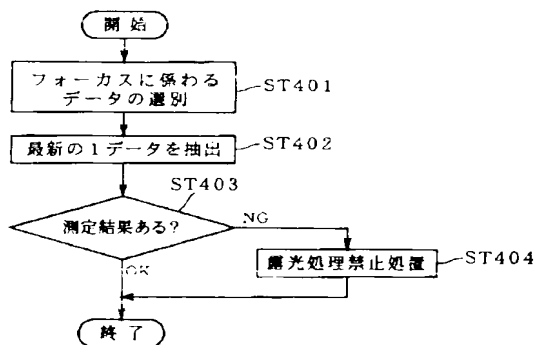 開始
フォーカスに係わる
データの選別
ST401
最新の1データを抽出
ST402
ST403
測定結果ある?
NG
OK
露光処理禁止処置
ST404
終了